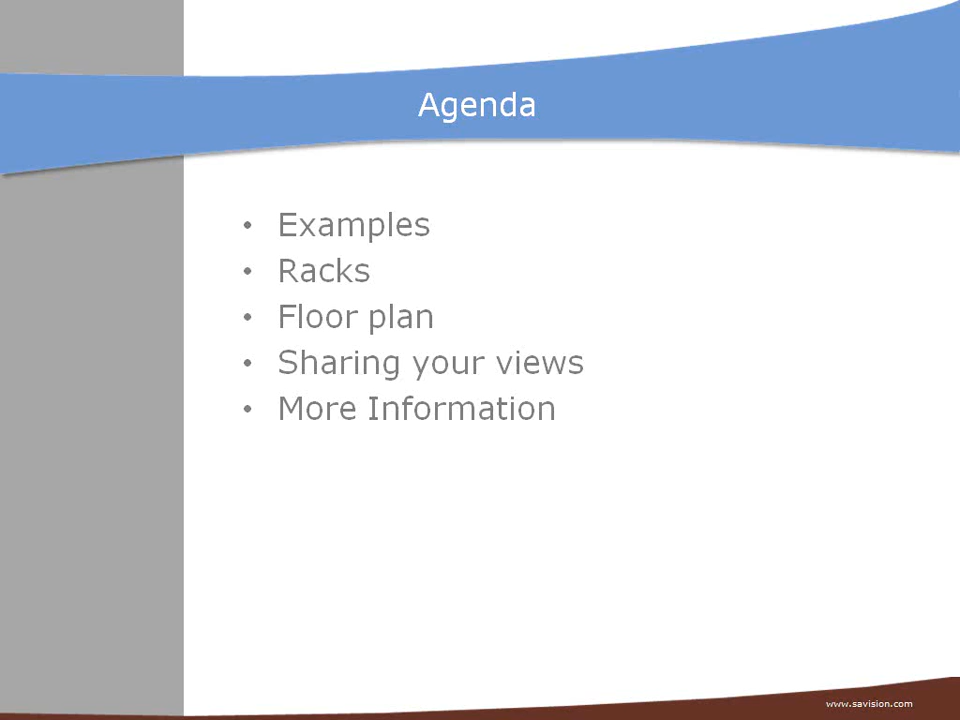 Agenda
• Examples
• Racks
• Floor plan
• Sharing your views
• More Information
www.savision.com